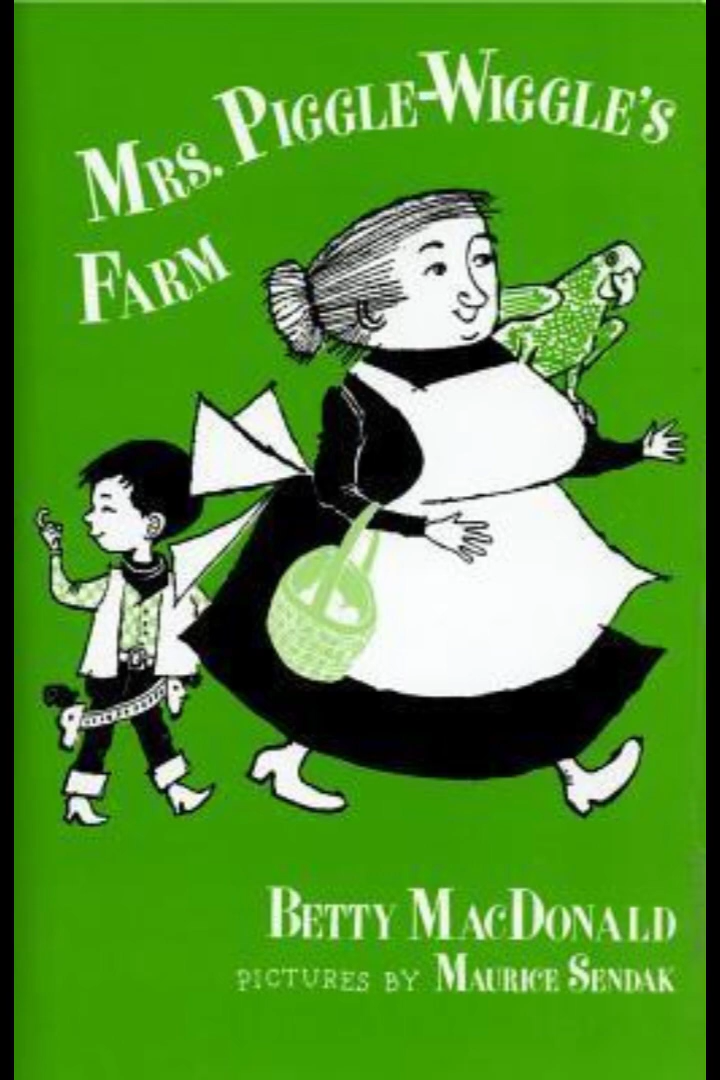 MRS. PIGGLE-WIGGLE'S
FARM
BETTY MACDONALD
PICTURES BY MAURICE SENDAK